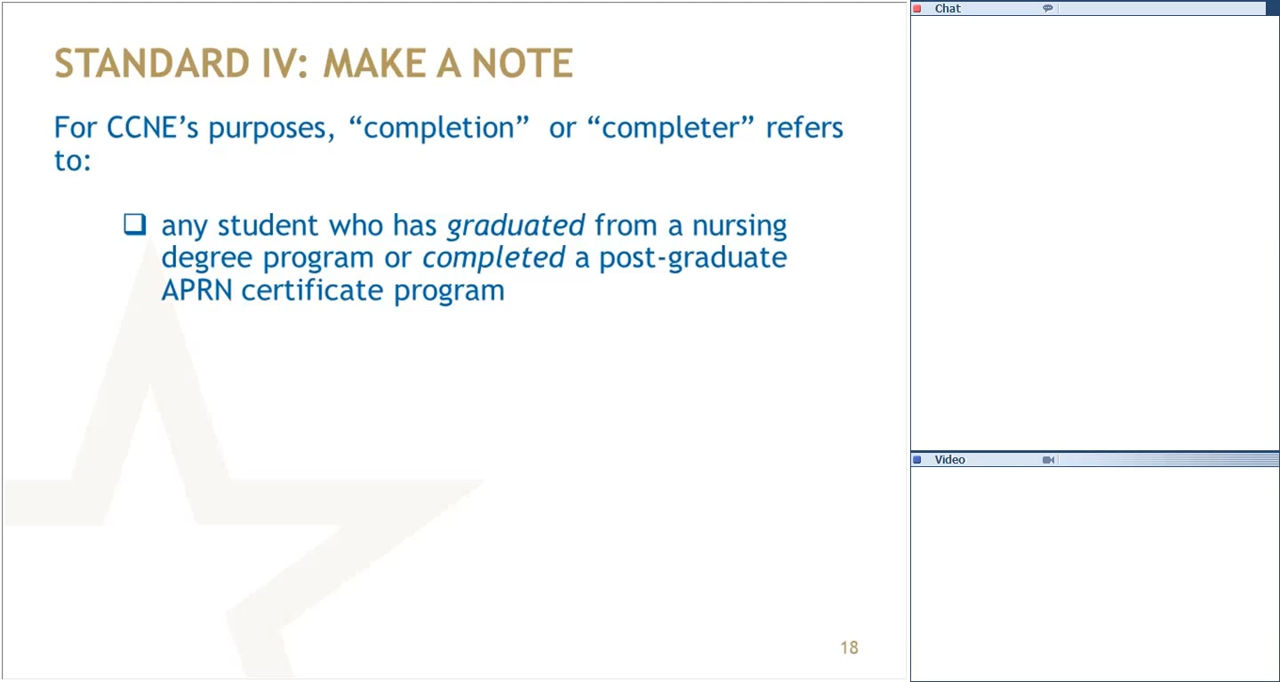 STANDARD IV: MAKE A NOTE
For CCNE’s purposes, “completion” or “completer” refers
to:
any student who has graduated from a nursing
degree program or completed a post-graduate
APRN certificate program
18
Chat
Video